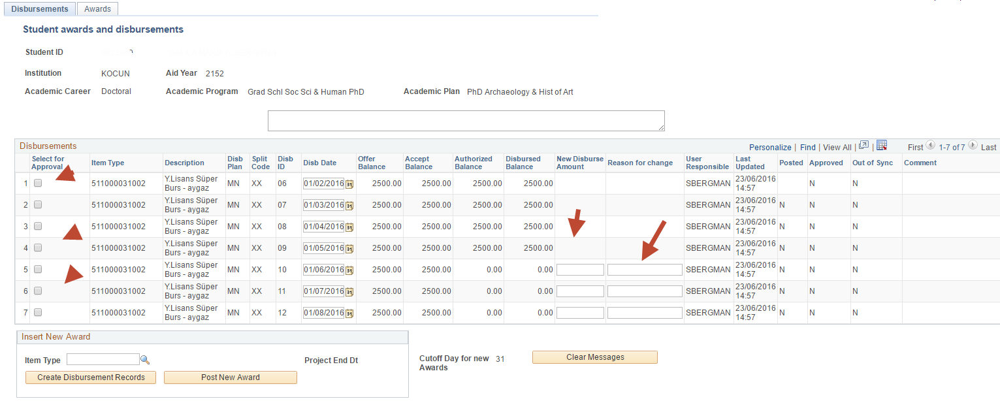 Disbursements Awards
Student awards and disbursements
Student ID
Institution KOCUN Aid Year 2152
Academic Career Doctoral Academic Program Grad Schl Soc Sci & Human PhD Academic Plan PhD Archaeology & Hist of Art
Disbursements Personalize | Find | View All | | First 1-7 of 7 Last
Select for Approval Item Type Description Disb Plan Split Code Disb ID Disb Date Offer Balance Accept Balance Authorized Balance Disbursed Balance New Disburse Amount Reason for change User Responsible Last Updated Posted Approved Out of Sync Comment
1 511000031002 Y.Lisans Süper Burs - aygaz MN XX 06 01/02/2016 31 2500.00 2500.00 2500.00 2500.00 SBERGMAN 23/06/2016 14:57 N N
2 511000031002 Y.Lisans Süper Burs - aygaz MN XX 07 01/03/2016 31 2500.00 2500.00 2500.00 2500.00 SBERGMAN 23/06/2016 14:57 N N N
3 511000031002 Y.Lisans Süper Burs - aygaz MN XX 08 01/04/2016 31 2500.00 2500.00 2500.00 2500.00 SBERGMAN 23/06/2016 14:57 N N N
4 511000031002 Y.Lisans Süper Burs - aygaz MN XX 09 01/05/2016 31 2500.00 2500.00 2500.00 2500.00 SBERGMAN 23/06/2016 14:57 N N N
5 511000031002 Y.Lisans Süper Burs - aygaz MN XX 10 01/06/2016 31 2500.00 2500.00 0.00 0.00 SBERGMAN 23/06/2016 14:57 N N N
6 511000031002 Y.Lisans Süper Burs - aygaz MN XX 11 01/07/2016 31 2500.00 2500.00 0.00 0.00 SBERGMAN 23/06/2016 14:57 N N N
7 511000031002 Y.Lisans Süper Burs - aygaz MN XX 12 01/08/2016 31 2500.00 2500.00 0.00 0.00 SBERGMAN 23/06/2016 14:57 N N N
Insert New Award
Item Type Project End Dt
Create Disbursement Records Post New Award
Cutoff Day for new Awards 31
Clear Messages